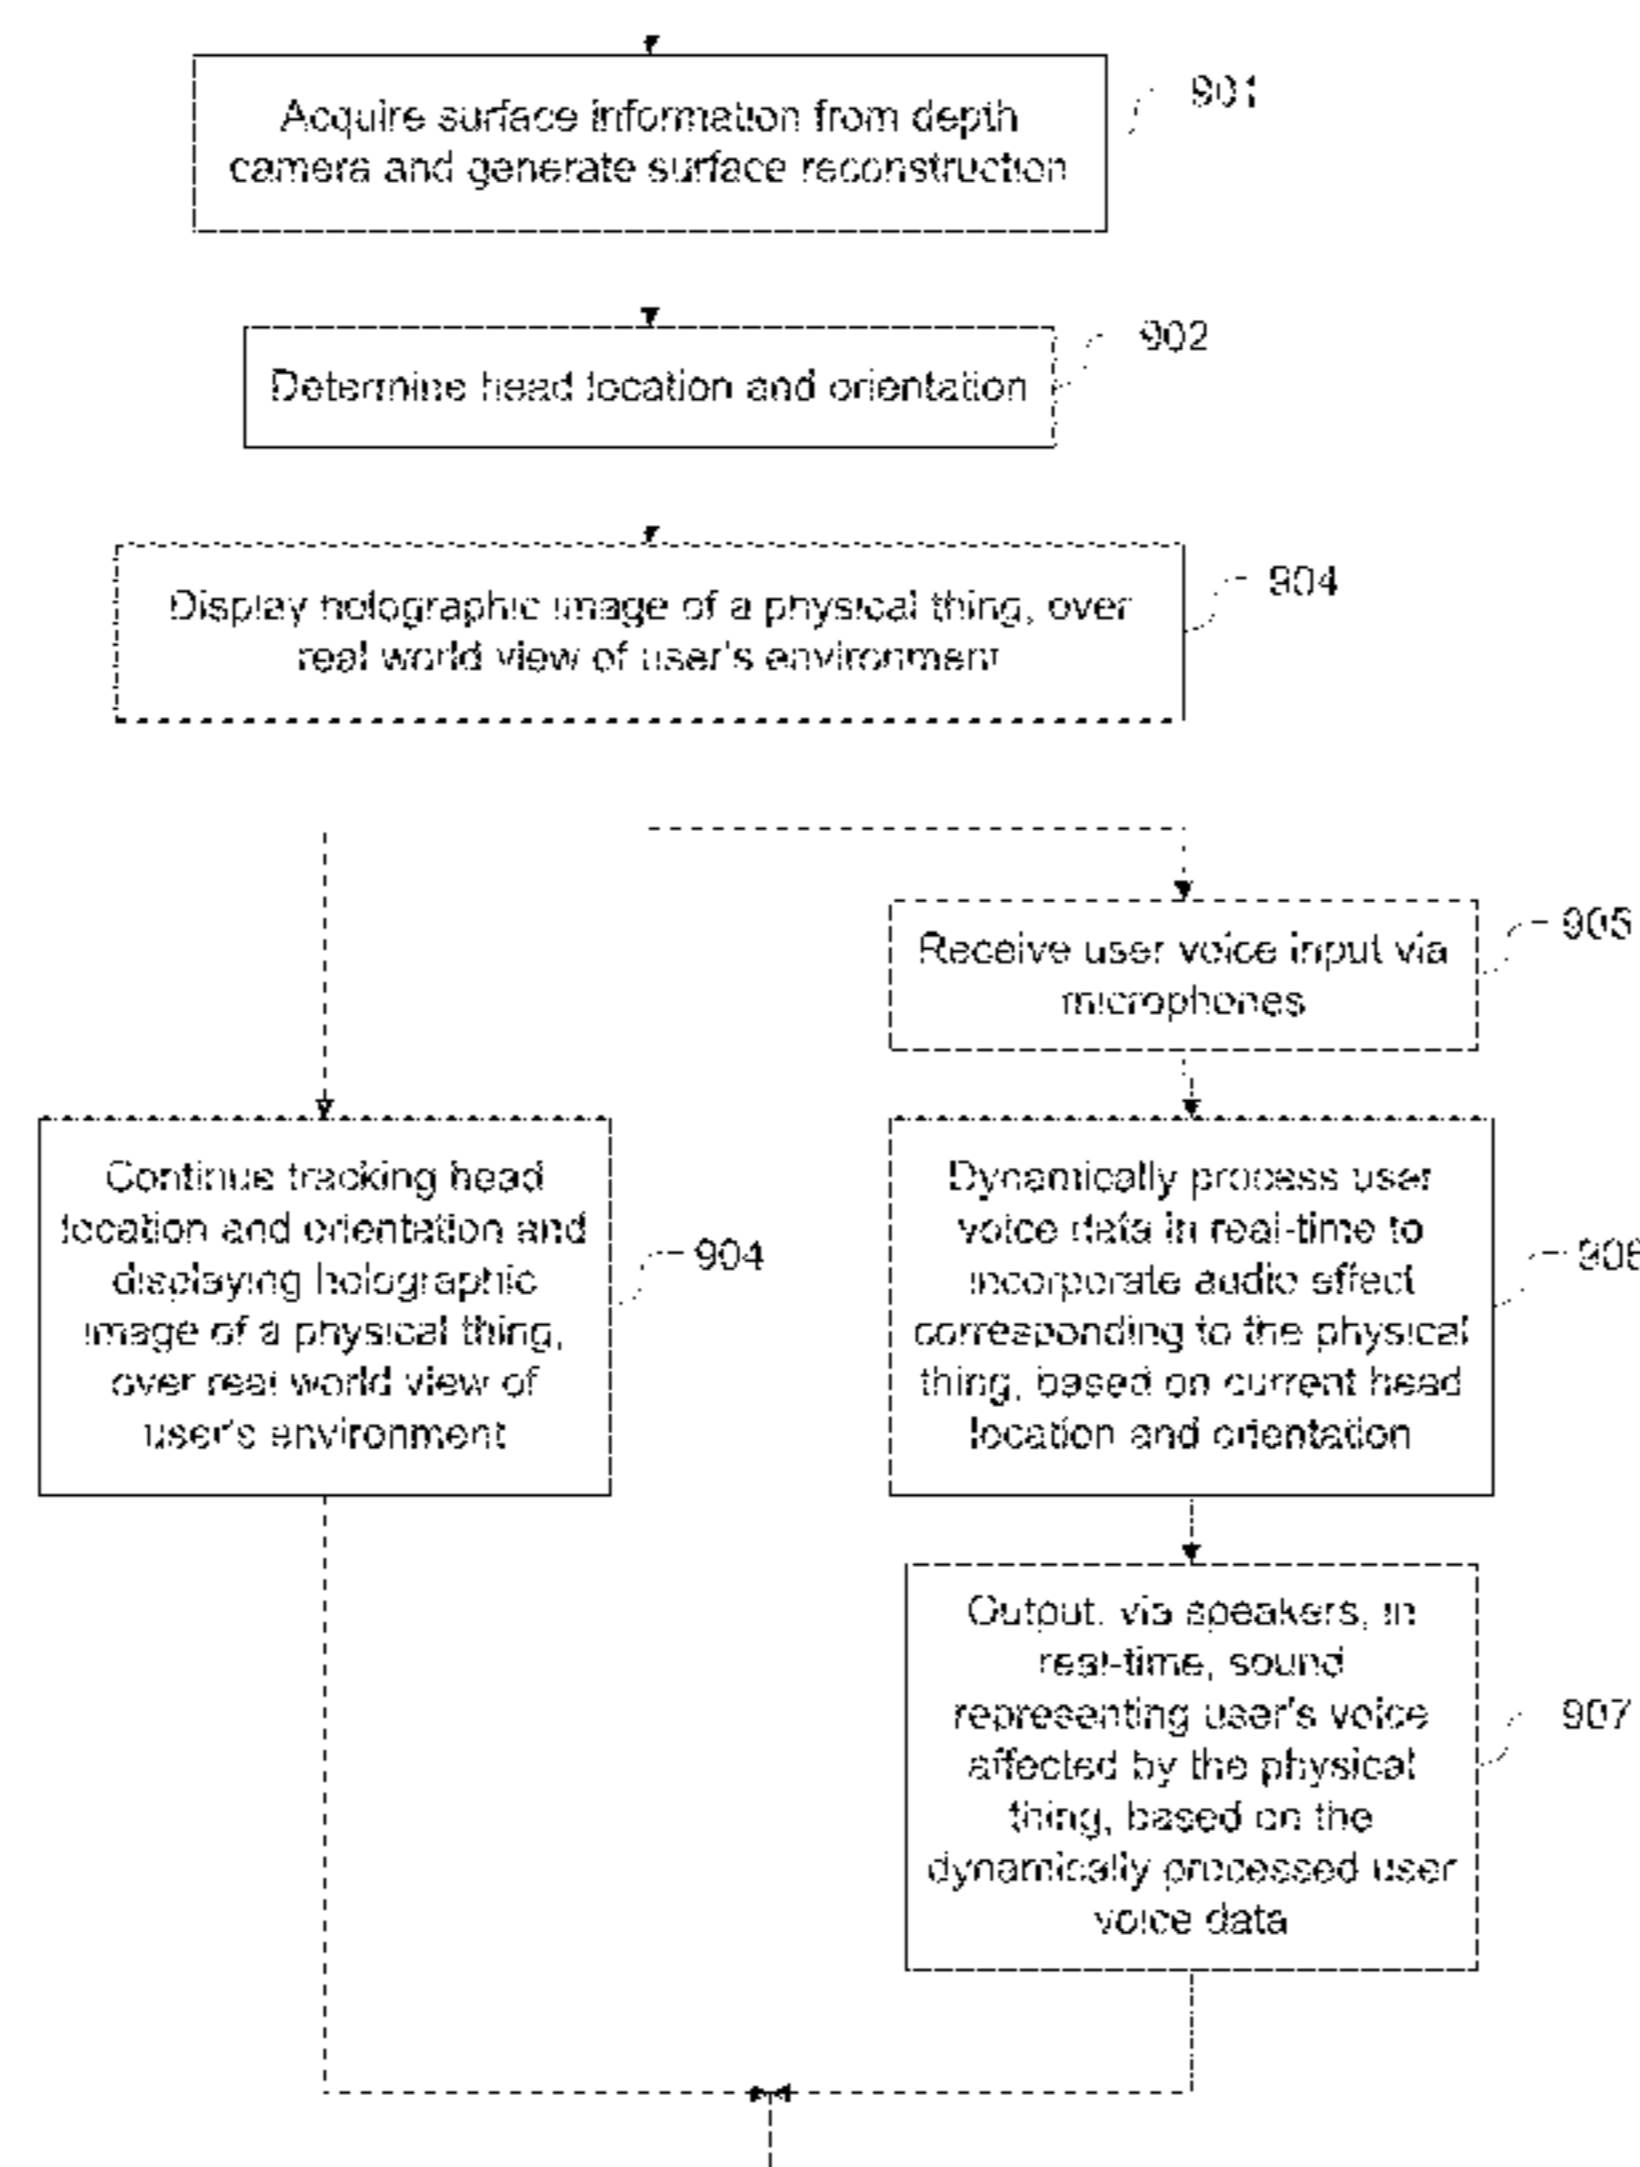 Acquire surface information from depth
camera and generate surface reconstruction
901
Determine head location and orientation
902
Display holographic image of a physical thing, over
real world view of user's environment
904
Receive user voice input via
microphones
905
Continue tracking head
location and orientation and
displaying holographic
image of a physical thing,
over real world view of
user's environment
904
Dynamically process user
voice data in real-time to
incorporate audio effect
corresponding to the physical
thing, based on current head
location and orientation
906
Output, via speakers, in
real-time, sound
representing user's voice
affected by the physical
thing, based on the
dynamically processed user
voice data
907